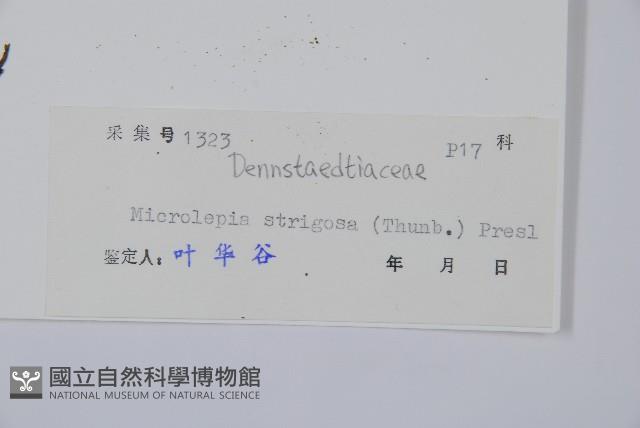 采集号 1323 P17 科
Dennstaedtiaceae
Microlepia strigosa (Thunb.) Presl
鉴定人: 叶华谷 年 月 日
國立自然科學博物館
NATIONAL MUSEUM OF NATURAL SCIENCE